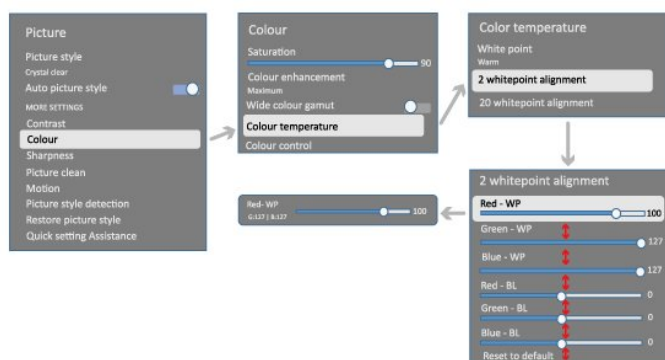 Picture
Picture style
Crystal clear
Auto picture style
MORE SETTINGS
Contrast
Colour
Sharpness
Picture clean
Motion
Picture style detection
Restore picture style
Quick setting Assistance
Colour
Saturation
90
Colour enhancement
Maximum
Wide colour gamut
Colour temperature
Colour control
Color temperature
White point
Warm
2 whitepoint alignment
20 whitepoint alignment
2 whitepoint alignment
Red - WP
100
Green - WP
127
Blue - WP
127
Red - BL
0
Green - BL
0
Blue - BL
0
Reset to default
Red- WP
G:127 | B:127
100